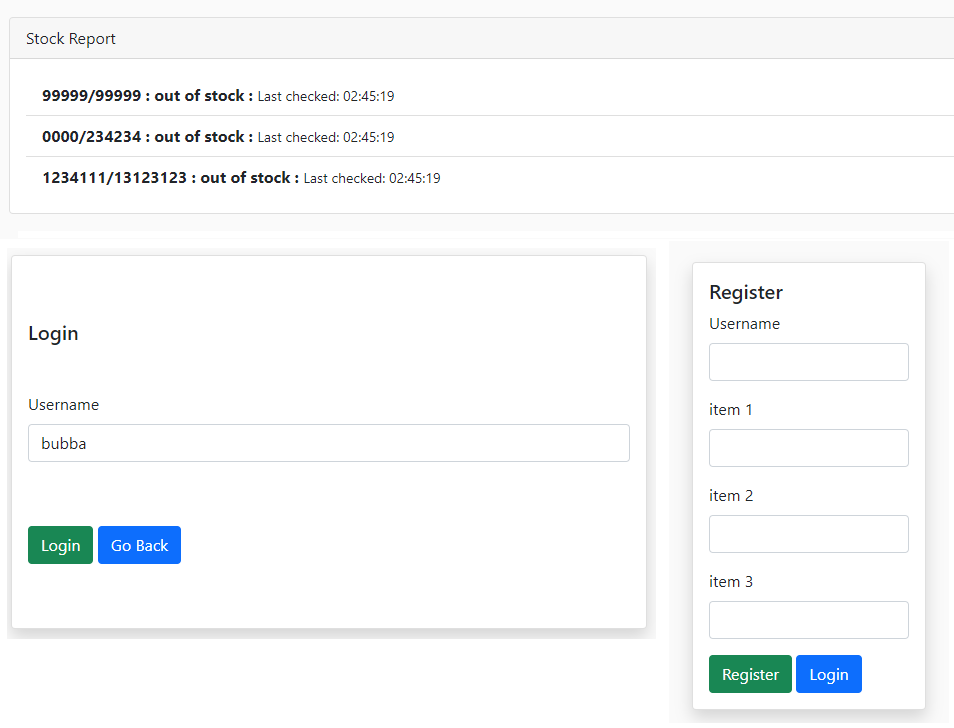 Stock Report
99999/99999 : out of stock : Last checked: 02:45:19
0000/234234 : out of stock : Last checked: 02:45:19
1234111/13123123 : out of stock : Last checked: 02:45:19
Login
Username
bubba
Login Go Back
Register
Username
item 1
item 2
item 3
Register Login